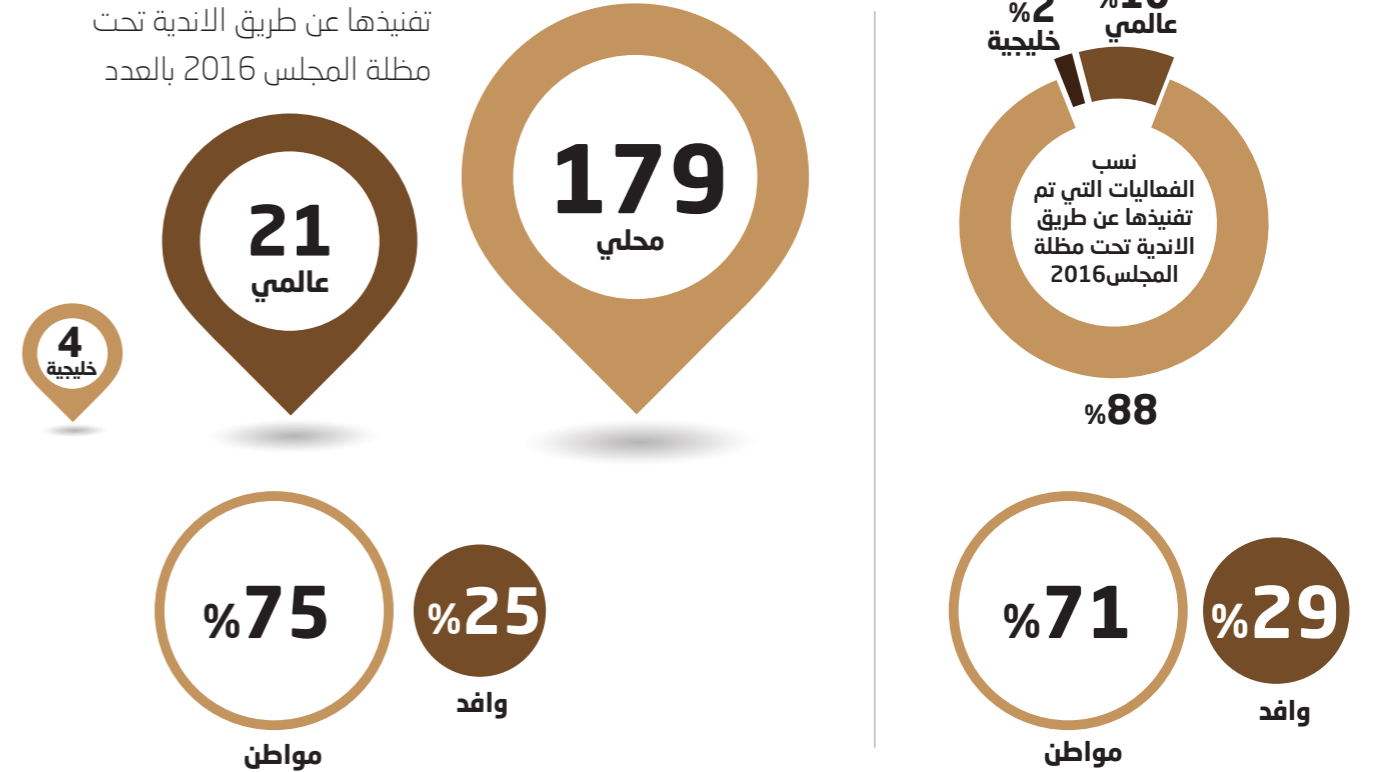 %2
خليجية
عالمي
نسب
الفعاليات التي تم
تفنيذها عن طريق
الاندية تحت مظلة
المجلس2016
%88
تفنيذها عن طريق الاندية تحت
مظلة المجلس 2016 بالعدد
179
محلي
21
عالمي
4
خليجية
%71
مواطن
%29
وافد
%25
وافد
%75
مواطن